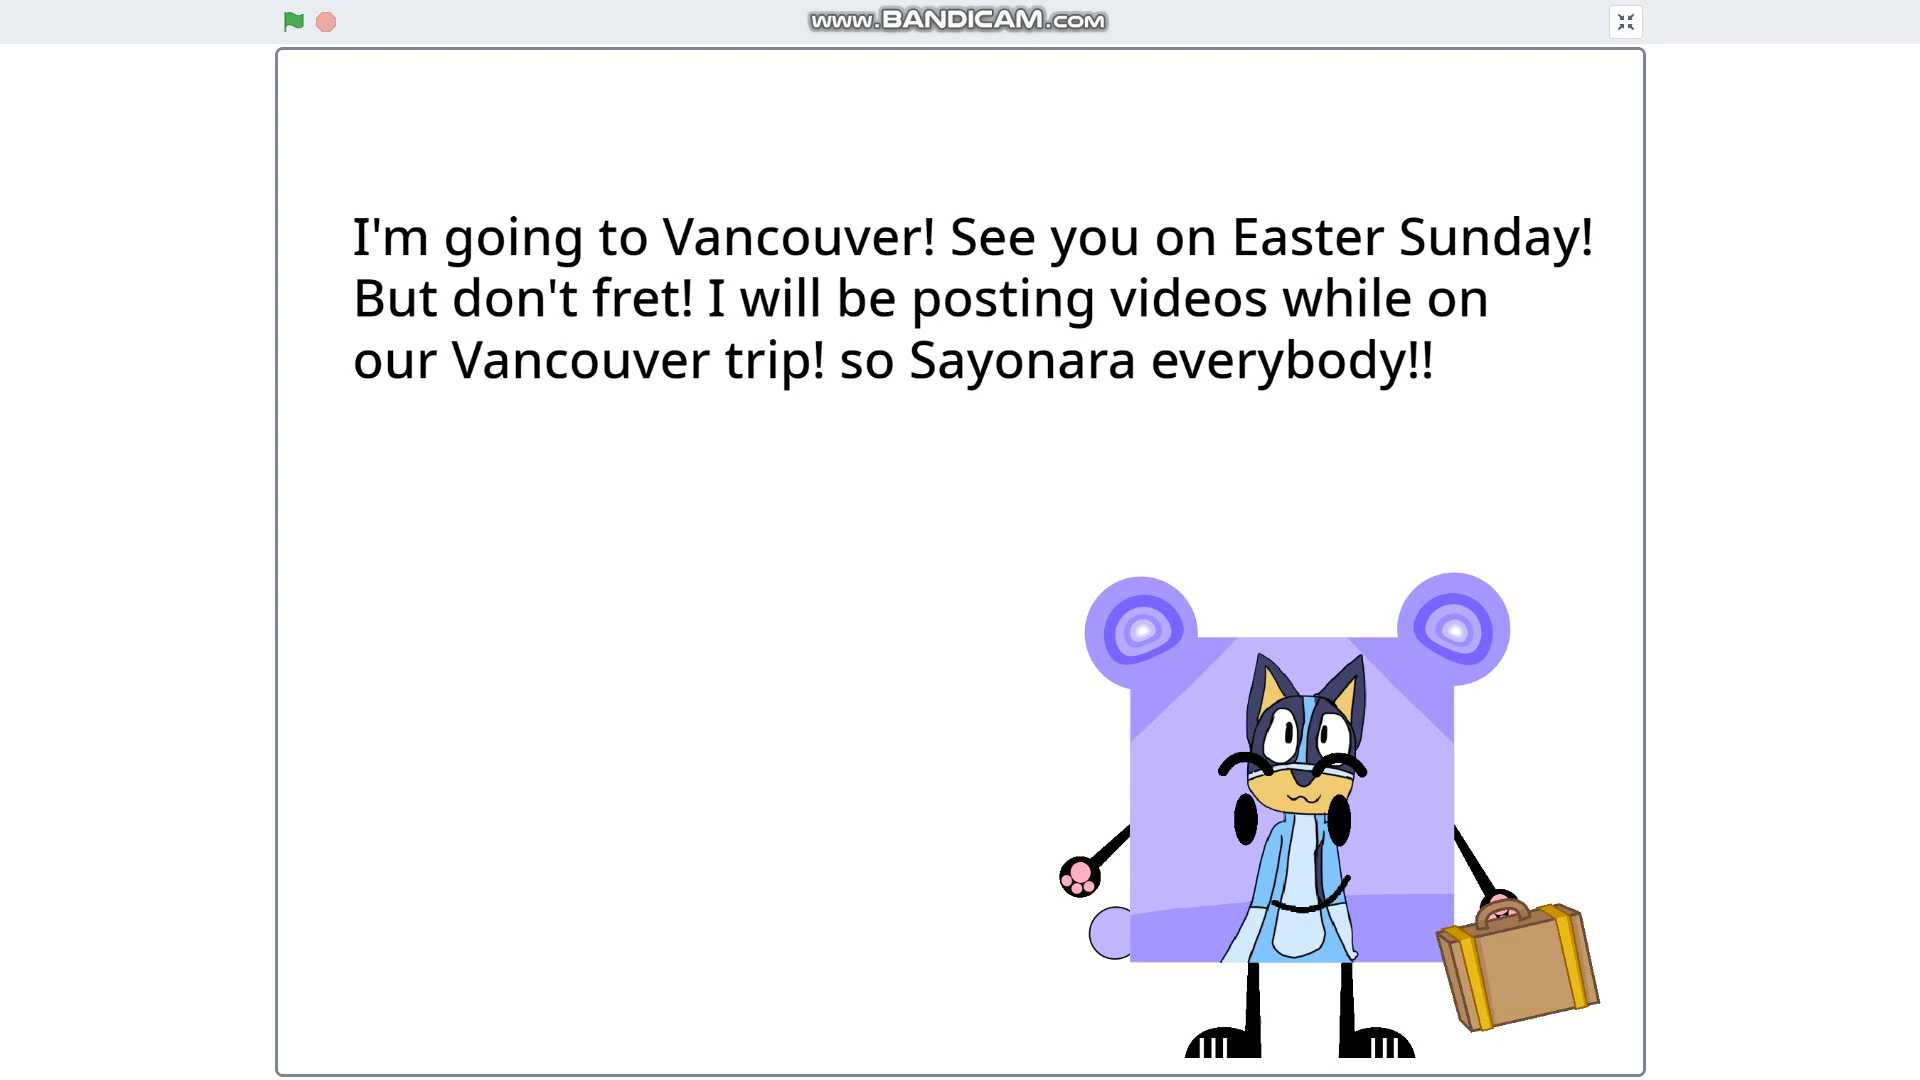 www.BANDICAM.com
I'm going to Vancouver! See you on Easter Sunday!
But don't fret! I will be posting videos while on
our Vancouver trip! so Sayonara everybody!!